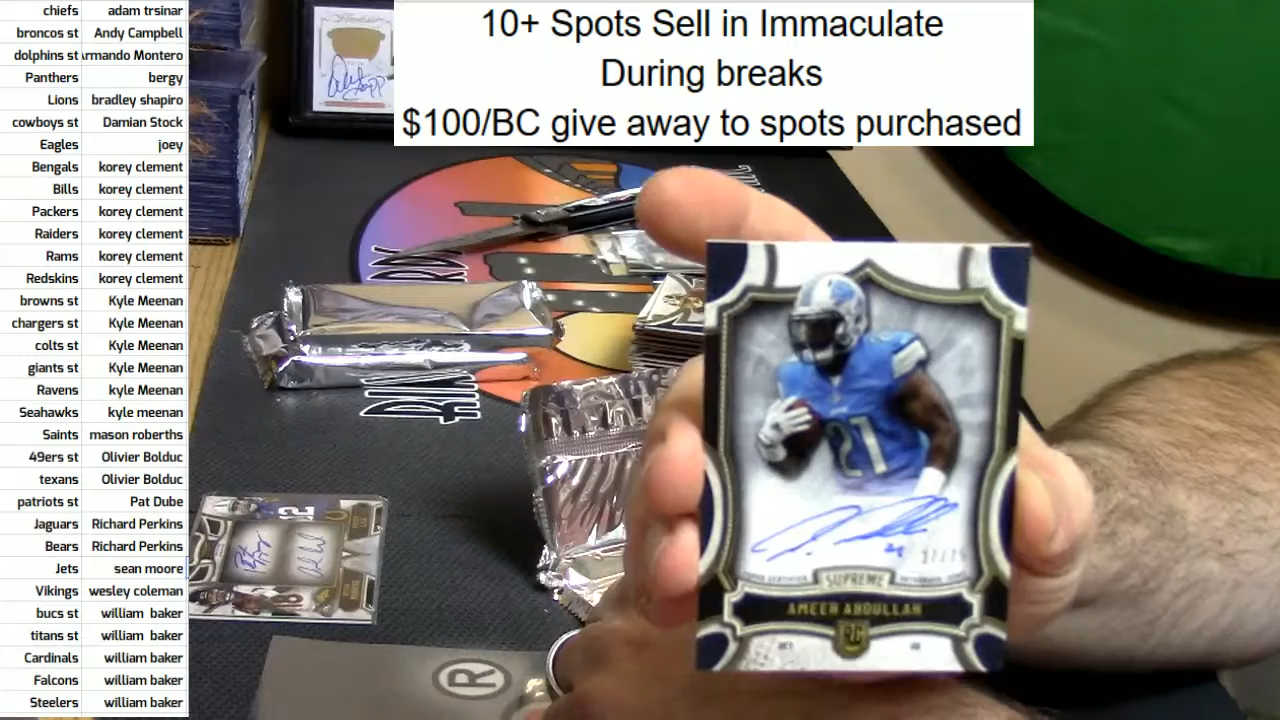 chiefs adam trsinar
broncos st Andy Campbell
dolphins st rmando Montero
Panthers bergy
Lions bradley shapiro
cowboys st Damian Stock
Eagles joey
Bengals korey clement
Bills korey clement
Packers korey clement
Raiders korey clement
Rams korey clement
Redskins korey clement
browns st Kyle Meenan
chargers st Kyle Meenan
colts st Kyle Meenan
giants st Kyle Meenan
Ravens kyle Meenan
Seahawks kyle meenan
Saints mason roberths
49ers st Olivier Bolduc
texans Olivier Bolduc
patriots st Pat Dube
Jaguars Richard Perkins
Bears Richard Perkins
Jets sean moore
Vikings wesley coleman
bucs st william baker
titans st william baker
Cardinals william baker
Falcons william baker
Steelers william baker
10+ Spots Sell in Immaculate
During breaks
$100/BC give away to spots purchased
21
SUPREME
AMEER ABDULLAH
RC
12
R